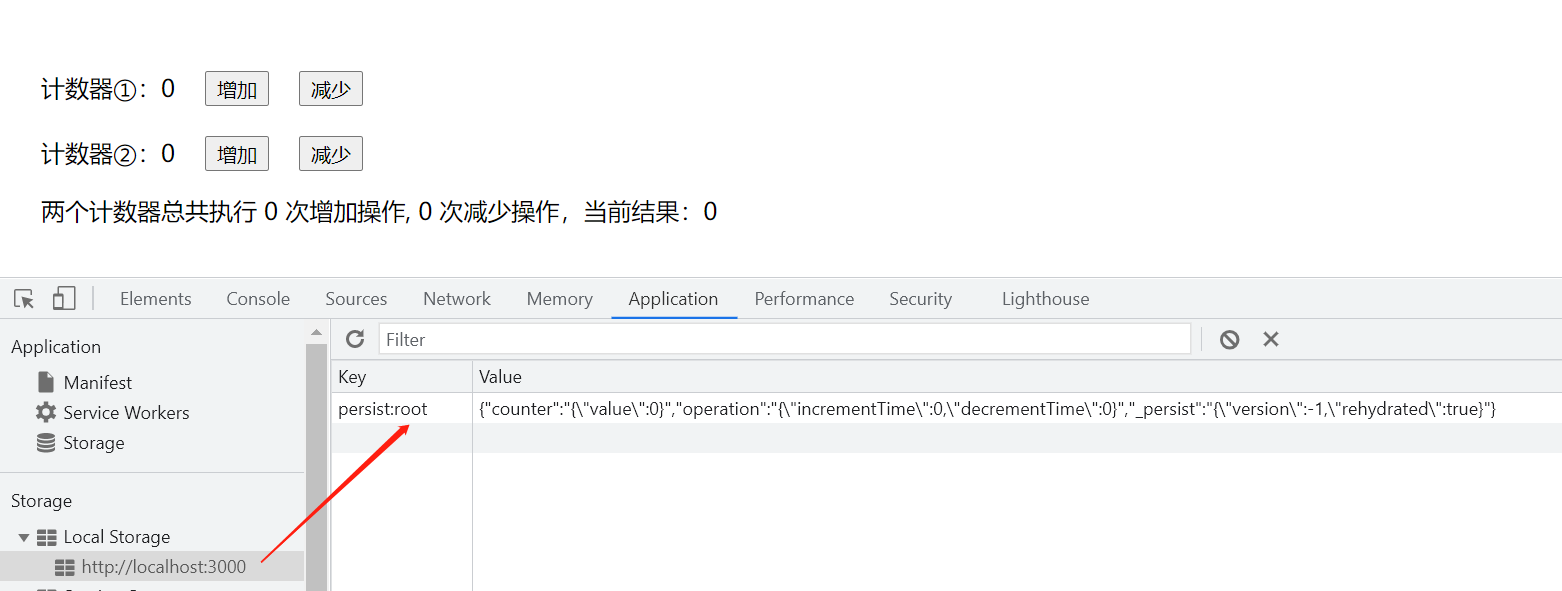 计数器①：0 增加 减少
计数器②：0 增加 减少
两个计数器总共执行 0 次增加操作, 0 次减少操作，当前结果：0
Elements Console Sources Network Memory Application Performance Security Lighthouse
Application
Filter
Key Value
Manifest
persist:root {"counter":"{\"value\":0}","operation":"{\"incrementTime\":0,\"decrementTime\":0}","_persist":"{\"version\":-1,\"rehydrated\":true}"}
Service Workers
Storage
Storage
Local Storage
http://localhost:3000